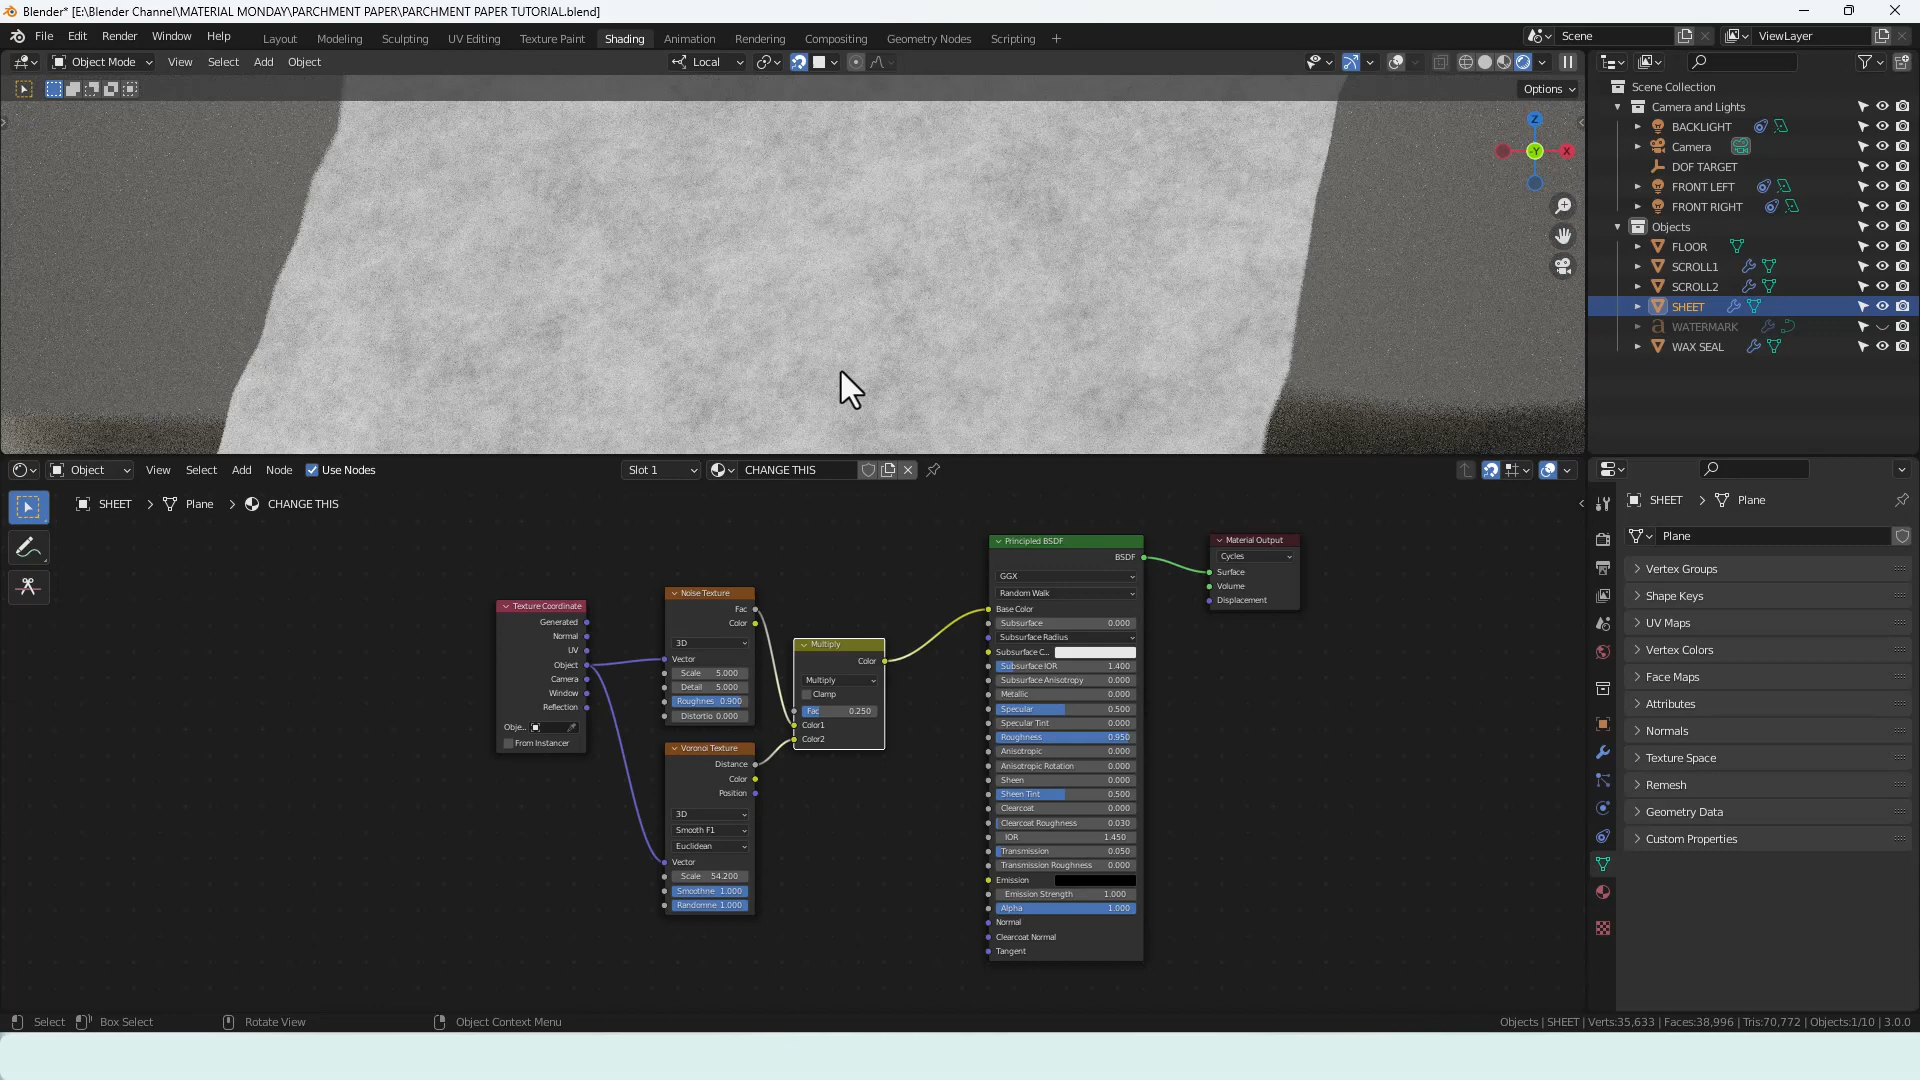 Blender* [E:\Blender Channel\MATERIAL MONDAY\PARCHMENT PAPER\PARCHMENT PAPER TUTORIAL.blend]
File Edit Render Window Help Layout Modeling Sculpting UV Editing Texture Paint Shading Animation Rendering Compositing Geometry Nodes Scripting + Scene ViewLayer
Object Mode View Select Add Object Local
Options
Z
-Y X
Scene Collection
Camera and Lights
BACKLIGHT
Camera
DOF TARGET
FRONT LEFT
FRONT RIGHT
Objects
FLOOR
SCROLL1
SCROLL2
SHEET
WATERMARK
WAX SEAL
Object View Select Add Node Use Nodes Slot 1 CHANGE THIS
SHEET > Plane > CHANGE THIS
Texture Coordinate
Generated
Normal
UV
Object
Camera
Window
Reflection
Obje..
From Instancer
Noise Texture
Fac
Color
3D
Vector
Scale 5.000
Detail 5.000
Roughnes 0.900
Distortio 0.000
Voronoi Texture
Distance
Color
Position
3D
Smooth F1
Euclidean
Vector
Scale 54.200
Smoothne 1.000
Randomne 1.000
Multiply
Color
Multiply
Clamp
Fac 0.250
Color1
Color2
Principled BSDF
BSDF
GGX
Random Walk
Base Color
Subsurface 0.000
Subsurface Radius
Subsurface C..
Subsurface IOR 1.400
Subsurface Anisotropy 0.000
Metallic 0.000
Specular 0.500
Specular Tint 0.000
Roughness 0.950
Anisotropic 0.000
Anisotropic Rotation 0.000
Sheen 0.000
Sheen Tint 0.500
Clearcoat 0.000
Clearcoat Roughness 0.030
IOR 1.450
Transmission 0.050
Transmission Roughness 0.000
Emission
Emission Strength 1.000
Alpha 1.000
Normal
Clearcoat Normal
Tangent
Material Output
Cycles
Surface
Volume
Displacement
SHEET > Plane
Plane
Vertex Groups
Shape Keys
UV Maps
Vertex Colors
Face Maps
Attributes
Normals
Texture Space
Remesh
Geometry Data
Custom Properties
Select Box Select Rotate View Object Context Menu Objects | SHEET | Verts:35,633 | Faces:38,996 | Tris:70,772 | Objects:1/10 | 3.0.0